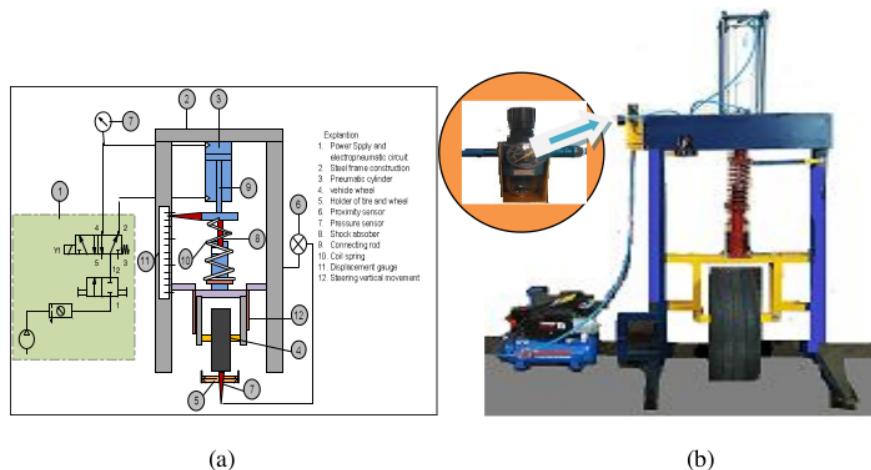 Explantion
1. Power Spply and
electropneumatic circuit
2. Steel frame construction
3. Pneumatic cylinder
4. vehicle wheel
5. Holder of tire and wheel
6. Proximity sensor
7. Pressure sensor
8. Shock absober
9. Connecting rod
10. Coil spring
11. Displacement gauge
12. Steering vertical movement
2
3
7
1
9
6
4 2
8
Y1
11
10
5 3
12
1
12
4
5
7
(a)
(b)